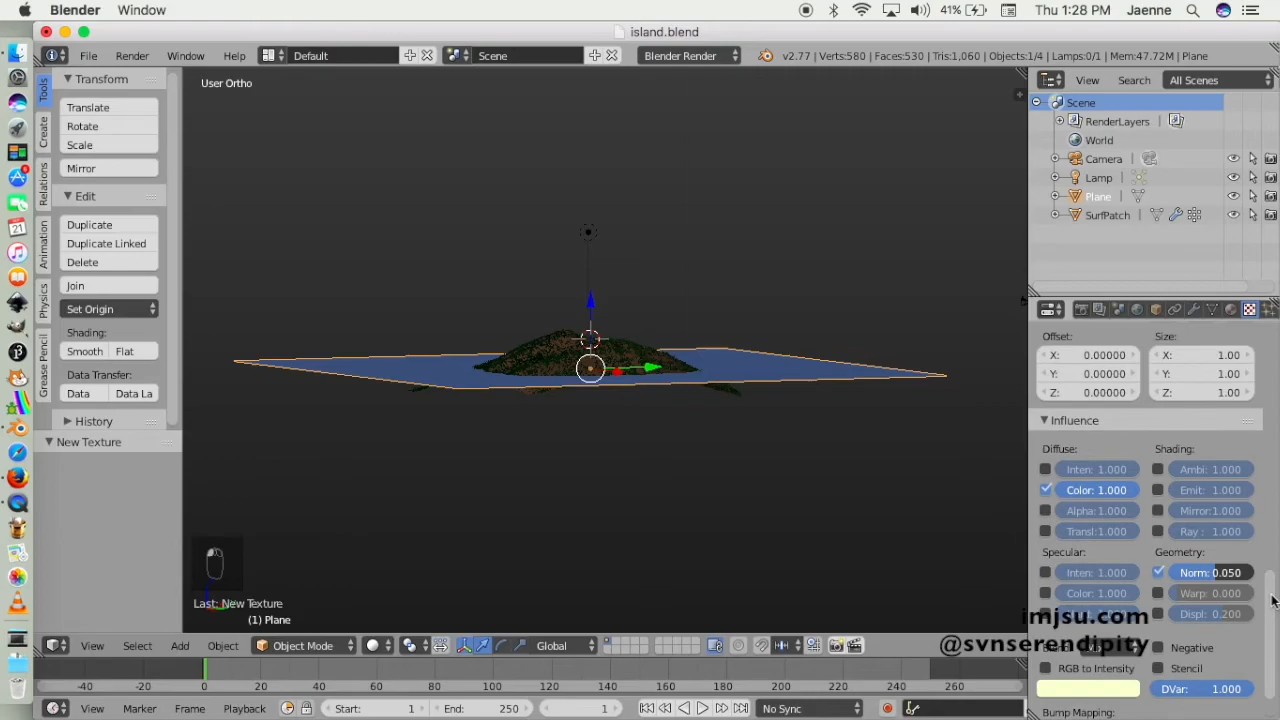 Blender Window 41% Thu 1:28 PM Jaenne
island.blend
File Render Window Help Default Scene Blender Render v2.77 | Verts:580 | Faces:530 | Tris:1,060 | Objects:1/4 | Lamps:0/1 | Mem:47.72M | Plane
Tools
Create
Relations
Animation
Physics
Grease Pencil
Transform
Translate
Rotate
Scale
Mirror
Edit
Duplicate
Duplicate Linked
Delete
Join
Set Origin
Shading:
Smooth Flat
Data Transfer:
Data Data La
History
New Texture
User Ortho
Last: New Texture
(1) Plane
View Select Add Object Object Mode Global
-40 -20 0 20 40 60 80 100 120 140 160 180 200 220 240 260
View Marker Frame Playback Start: 1 End: 250 1 No Sync
View Search All Scenes
Scene
RenderLayers
World
Camera
Lamp
Plane
SurfPatch
Offset: Size:
X: 0.00000 X: 1.00
Y: 0.00000 Y: 1.00
Z: 0.00000 Z: 1.00
Influence
Diffuse: Shading:
Inten: 1.000 Ambi: 1.000
Color: 1.000 Emit: 1.000
Alpha: 1.000 Mirror: 1.000
Transl: 1.000 Ray : 1.000
Specular: Geometry:
Inten: 1.000 Norm: 0.050
Color: 1.000 Warp: 0.000
Displ: 0.200
imjsu.com
@svnserendipity
Negative
RGB to Intensity Stencil
DVar: 1.000
Bump Mapping: